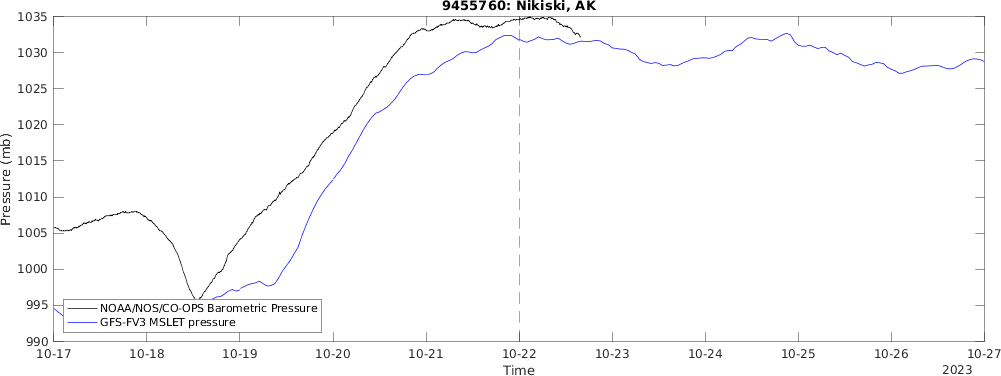 9455760: Nikiski, AK
Pressure (mb)
1035
1030
1025
1020
1015
1010
1005
1000
995
990
NOAA/NOS/CO-OPS Barometric Pressure
GFS-FV3 MSLET pressure
10-17 10-18 10-19 10-20 10-21 10-22 10-23 10-24 10-25 10-26 10-27
Time
2023